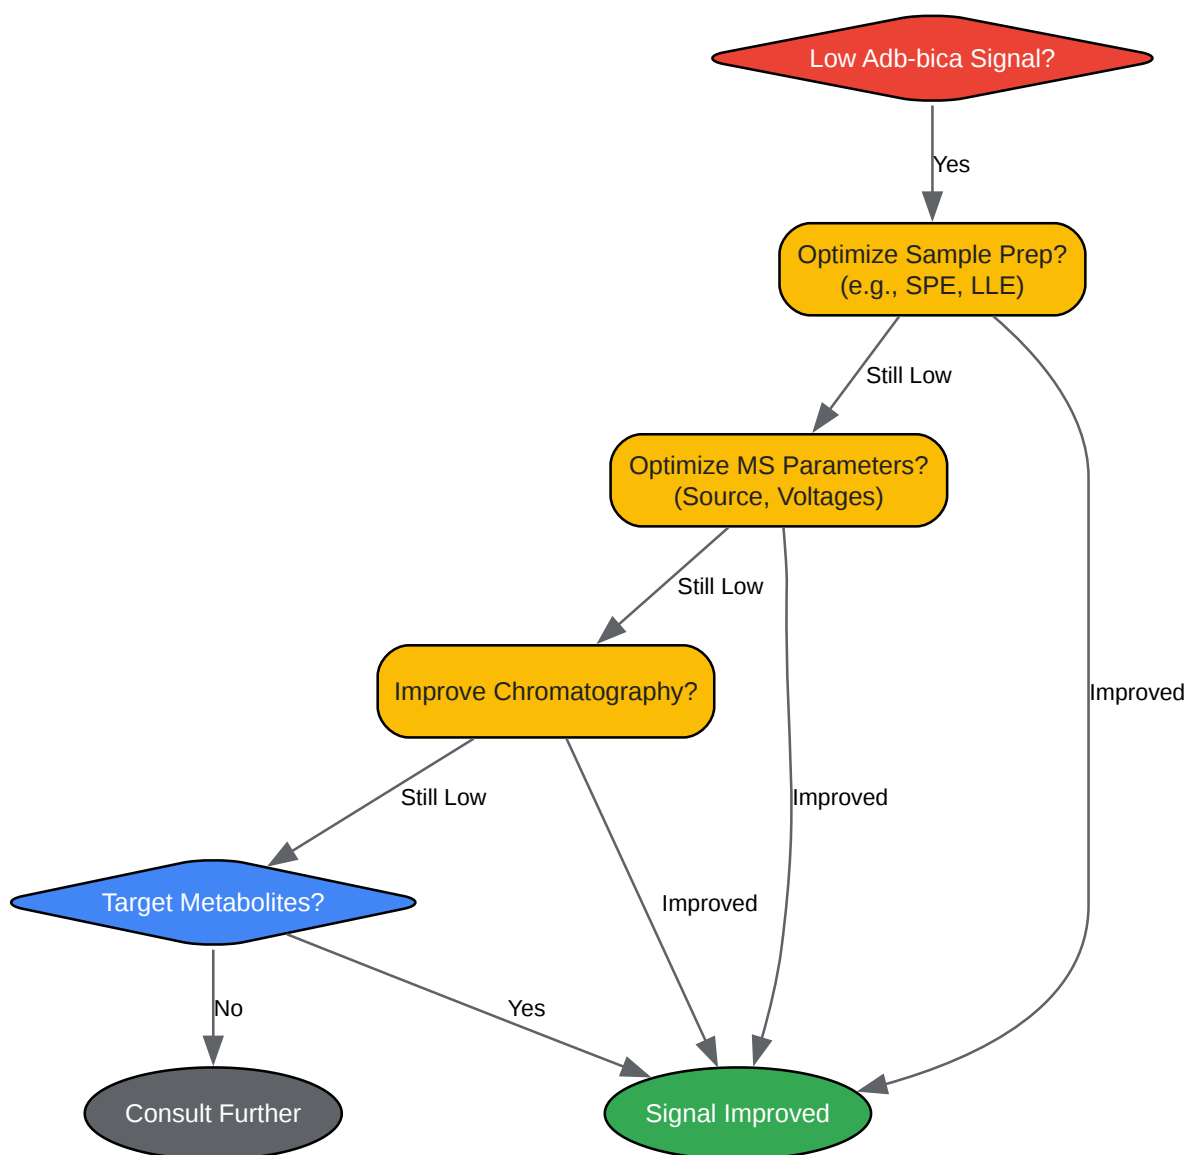 Low Adb-bica Signal?
Yes
Optimize Sample Prep?
(e.g., SPE, LLE)
Still Low
Optimize MS Parameters?
(Source, Voltages)
Still Low
Improved
Improve Chromatography?
Still Low
Improved
Target Metabolites?
Improved
No
Yes
Consult Further
Signal Improved